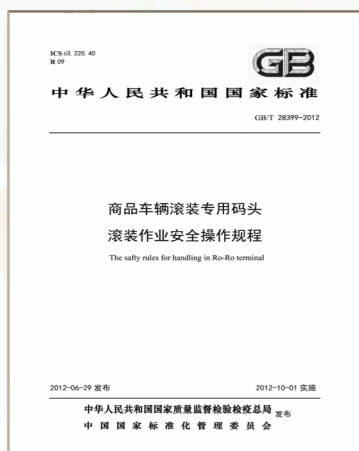 ICS 03.220.40
R 09
GB
中华人民共和国国家标准
GB/T 28399-2012
商品车辆滚装专用码头
滚装作业安全操作规程
The safty rules for handling in Ro-Ro terminal
2012-06-29 发布
2012-10-01 实施
中华人民共和国国家质量监督检验检疫总局
中国国家标准化管理委员会
发布